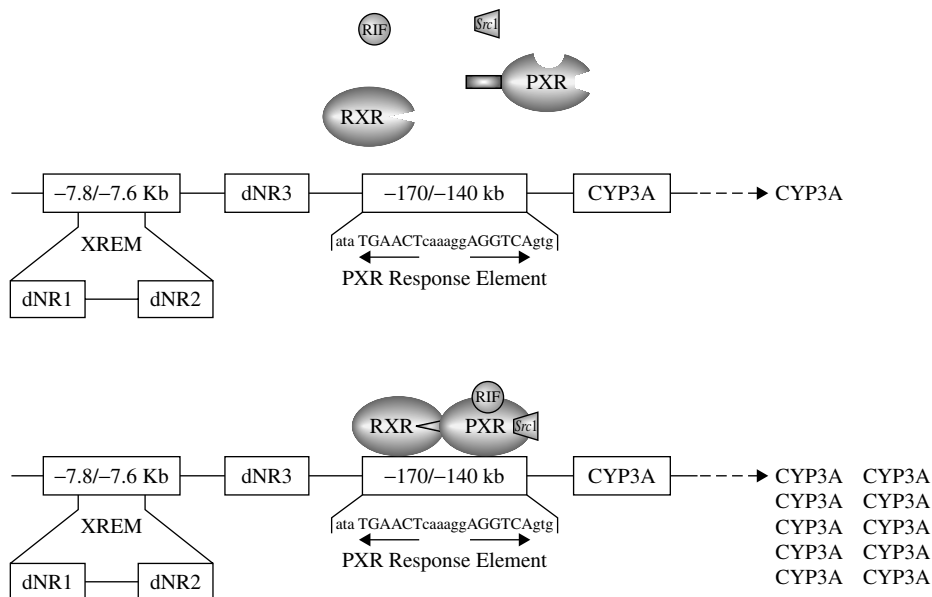 RIF
Src1
PXR
RXR
−7.8/−7.6 Kb
dNR3
−170/−140 kb
CYP3A
CYP3A
XREM
ata TGAACTcaaaggAGGTCAgtg
PXR Response Element
dNR1
dNR2
RIF
RXR
PXR
Src1
−7.8/−7.6 Kb
dNR3
−170/−140 kb
CYP3A
CYP3A CYP3A
XREM
ata TGAACTcaaaggAGGTCAgtg
CYP3A CYP3A
CYP3A CYP3A
PXR Response Element
CYP3A CYP3A
dNR1
dNR2
CYP3A CYP3A